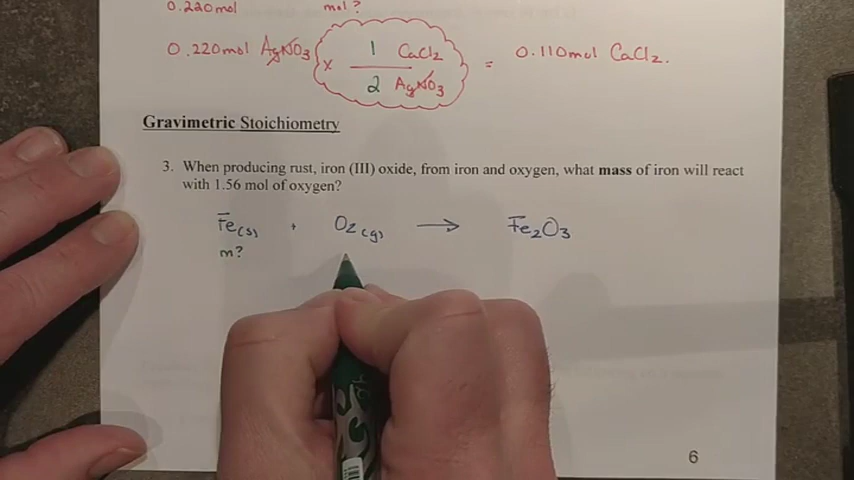 0.220mol mol?
0.220mol AgNO3 x 1 CaCl2 = 0.110mol CaCl2.
2 AgNO3
Gravimetric Stoichiometry
3. When producing rust, iron (III) oxide, from iron and oxygen, what mass of iron will react
with 1.56 mol of oxygen?
Fe(s) + O2(g) → Fe2O3
m?
6